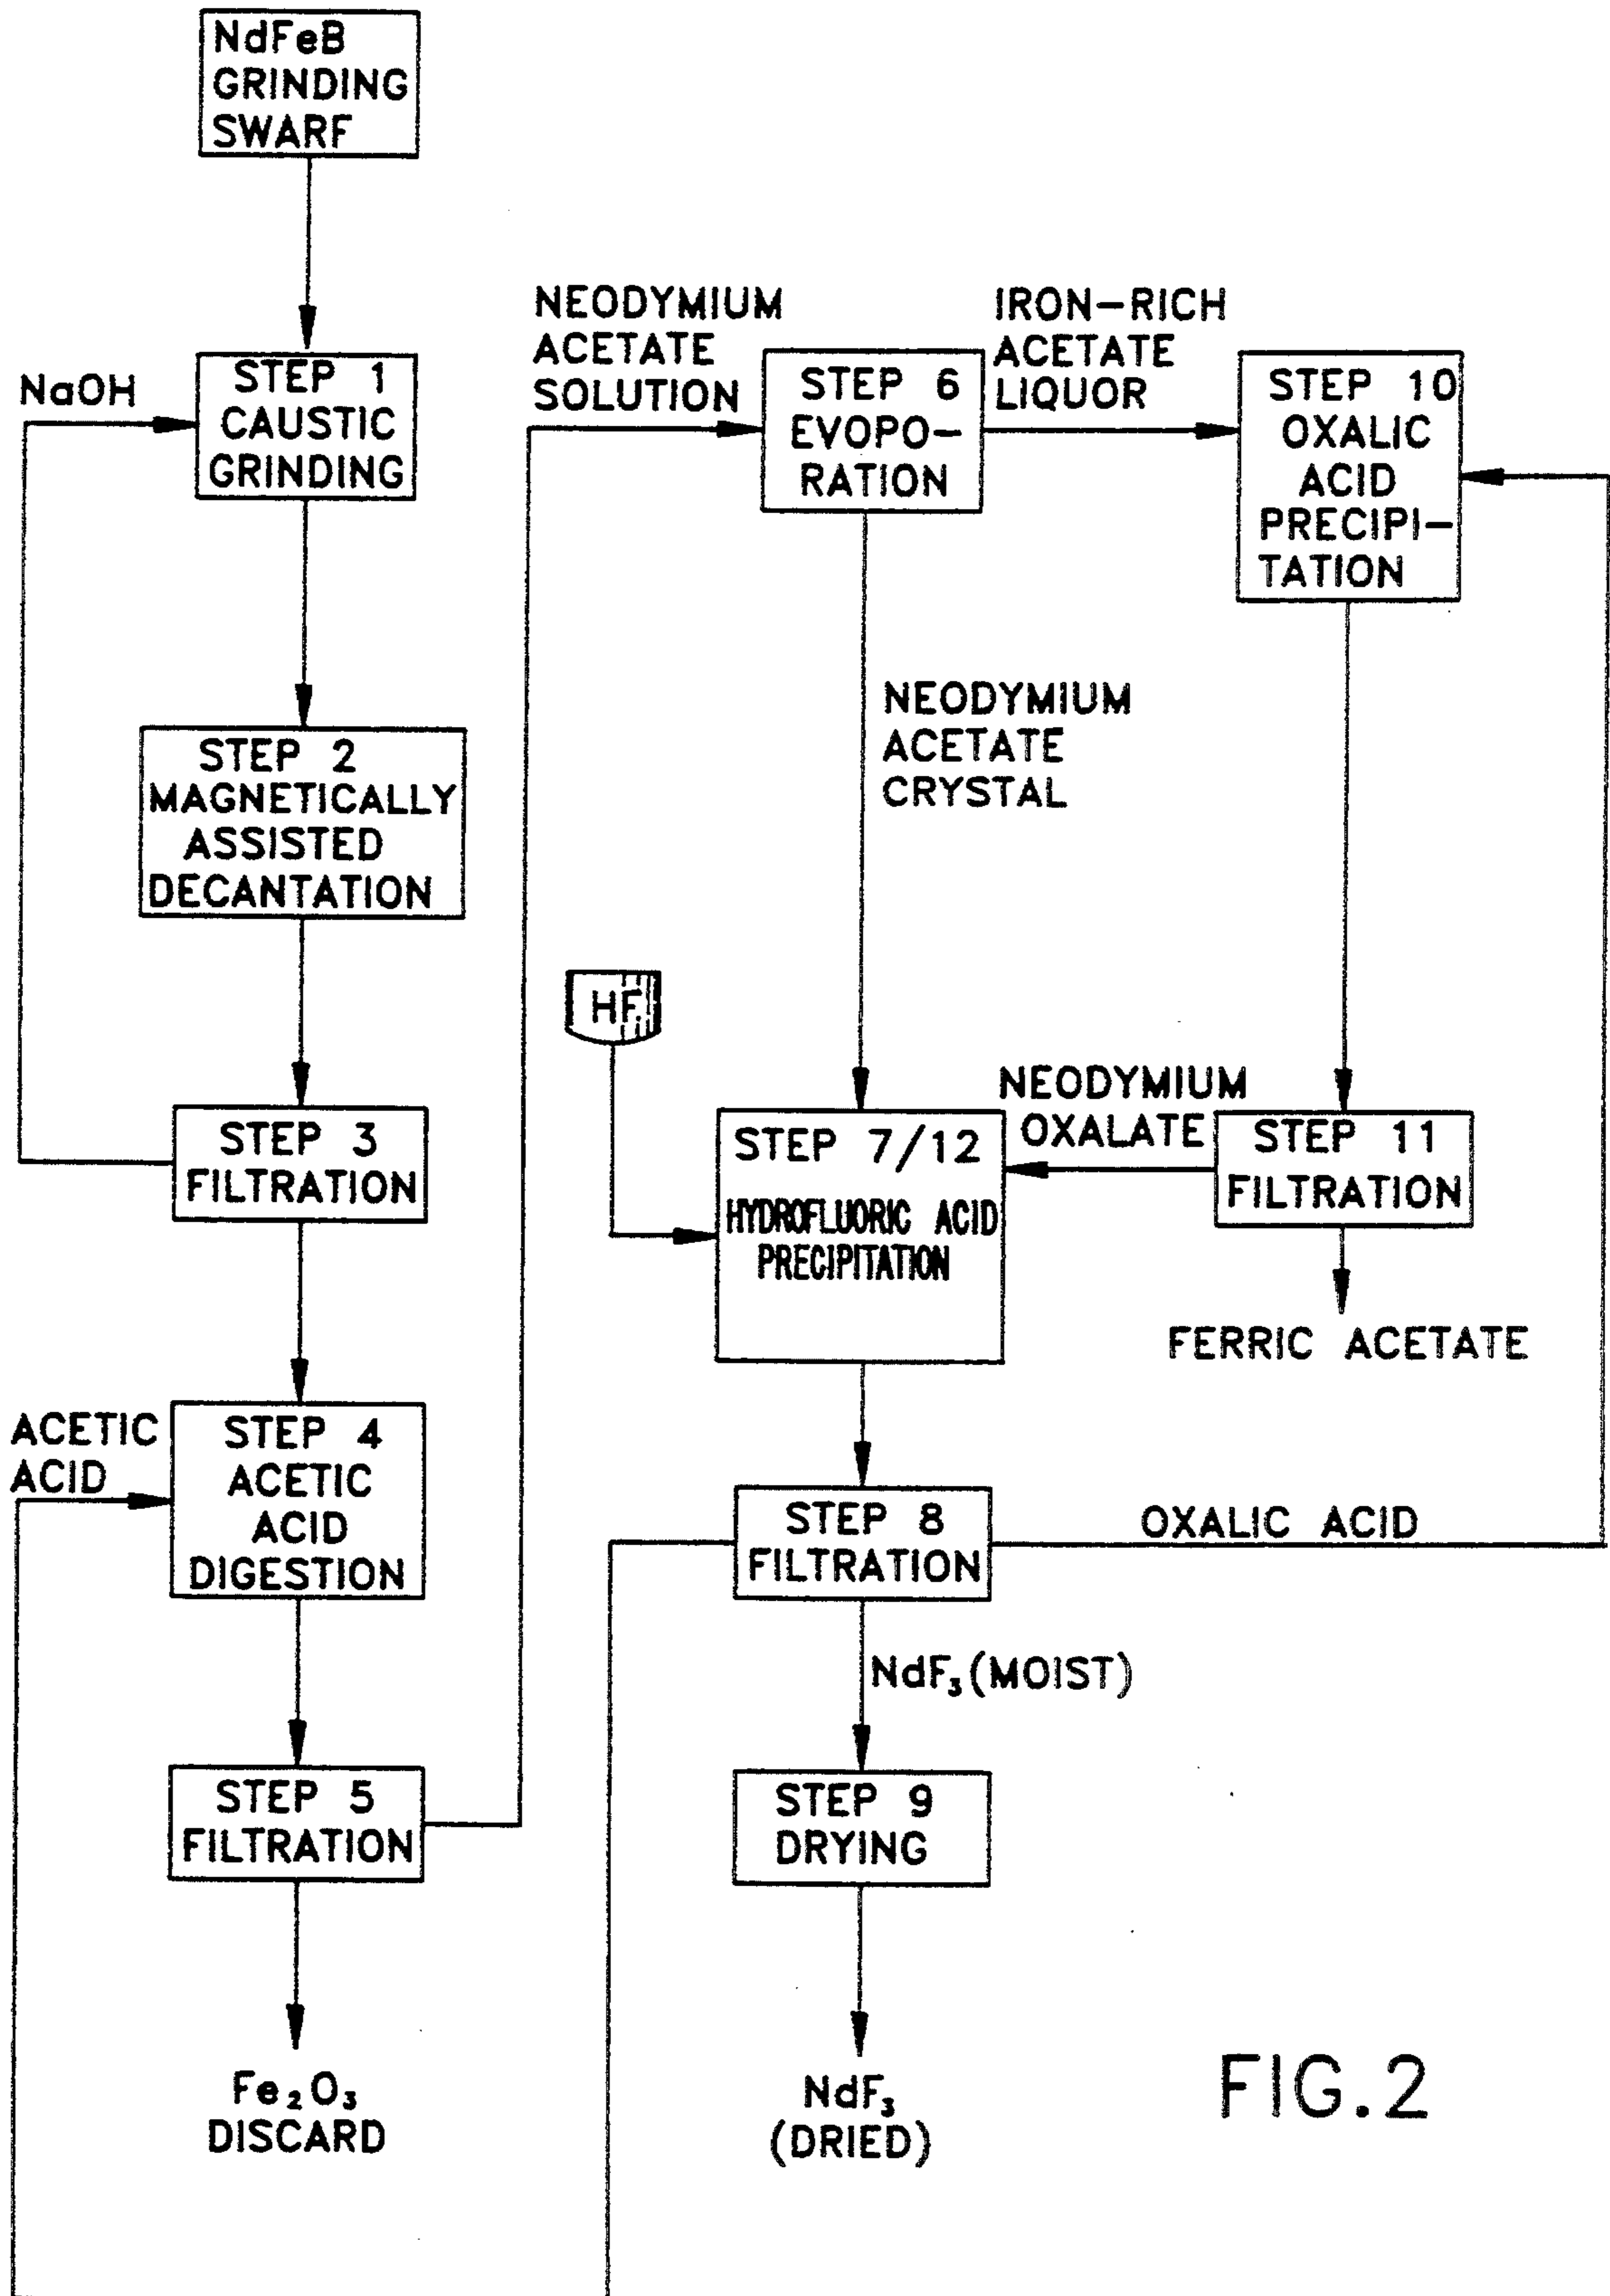 NdFeB
GRINDING
SWARF
NaOH
STEP 1
CAUSTIC
GRINDING
STEP 2
MAGNETICALLY
ASSISTED
DECANTATION
STEP 3
FILTRATION
ACETIC
ACID
STEP 4
ACETIC
ACID
DIGESTION
STEP 5
FILTRATION
Fe₂O₃
DISCARD
NEODYMIUM
ACETATE
SOLUTION
STEP 6
EVOPO-
RATION
IRON-RICH
ACETATE
LIQUOR
STEP 10
OXALIC
ACID
PRECIPI-
TATION
NEODYMIUM
ACETATE
CRYSTAL
HF
STEP 7/12
HYDROFLUORIC ACID
PRECIPITATION
NEODYMIUM
OXALATE
STEP 11
FILTRATION
FERRIC ACETATE
STEP 8
FILTRATION
OXALIC ACID
NdF₃ (MOIST)
STEP 9
DRYING
NdF₃
(DRIED)
FIG.2